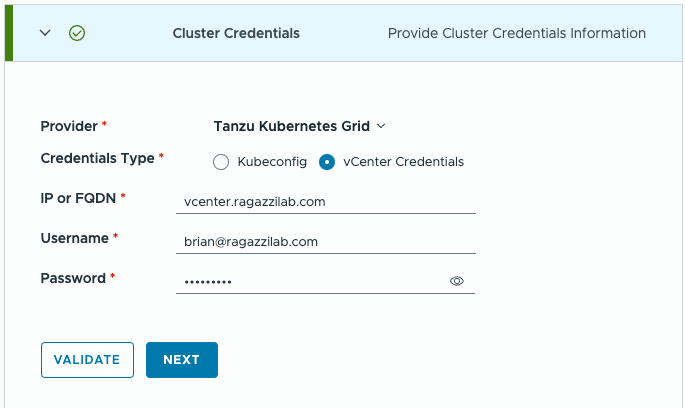 Cluster Credentials Provide Cluster Credentials Information
Provider * Tanzu Kubernetes Grid
Credentials Type * Kubeconfig vCenter Credentials
IP or FQDN * vcenter.ragazzilab.com
Username * brian@ragazzilab.com
Password * •••••••••
VALIDATE NEXT